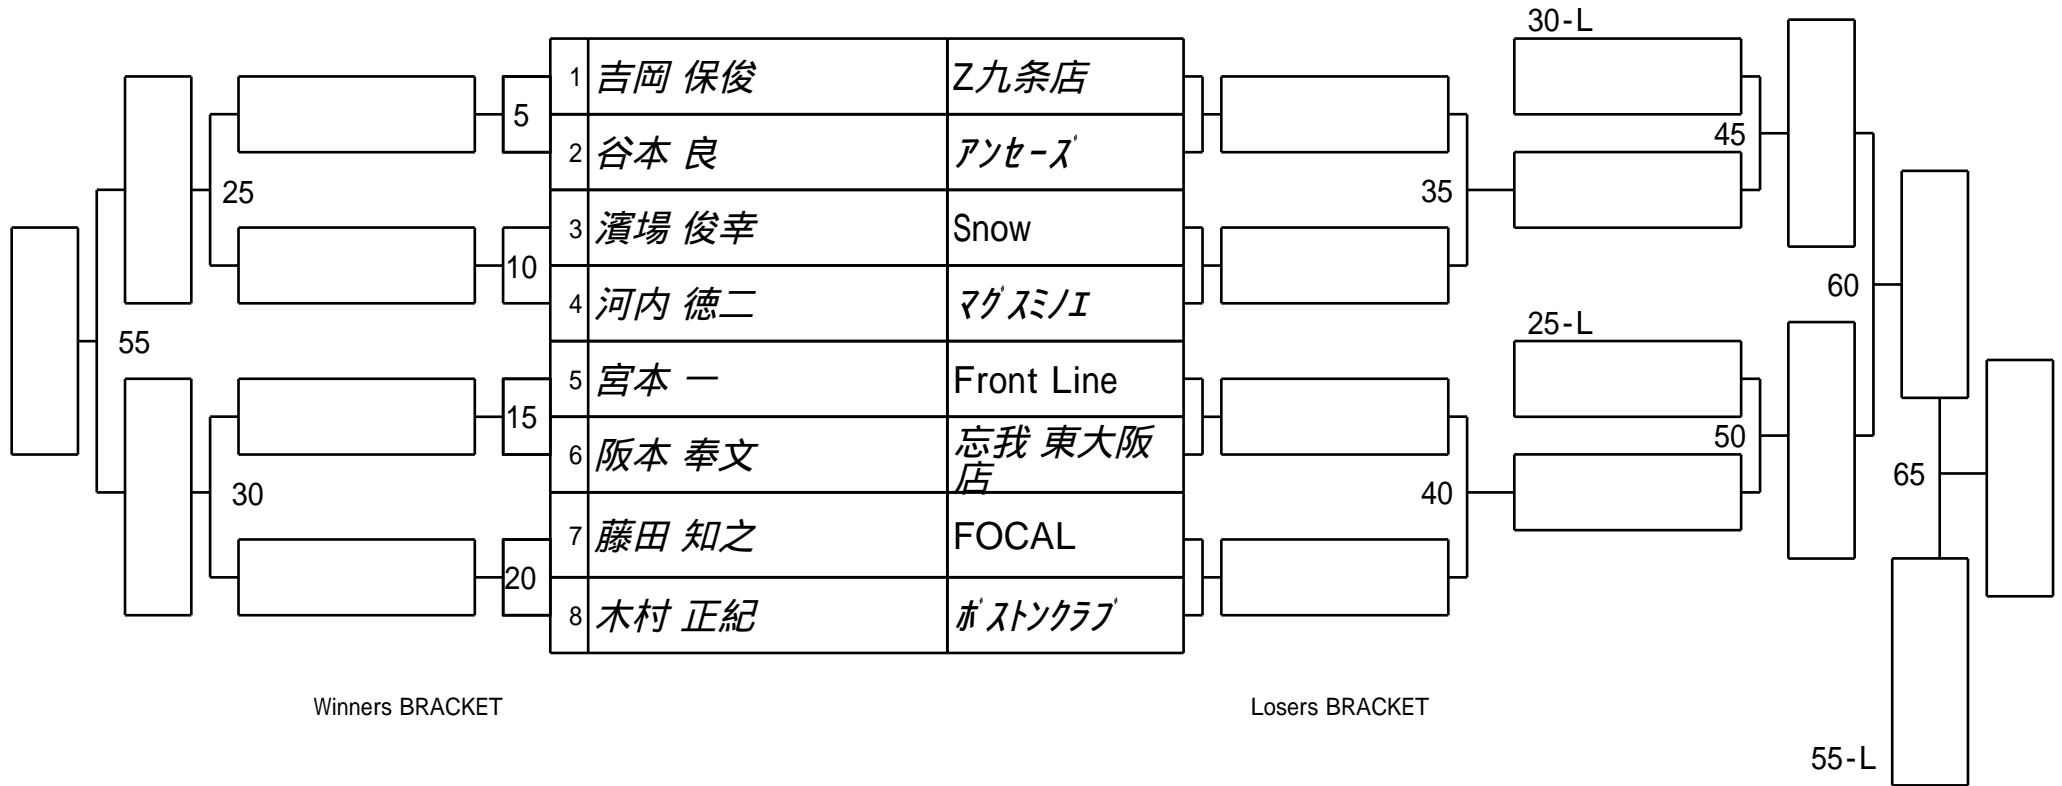 30-L
1 吉岡 保俊 Z九条店
5
2 谷本 良 ｱﾝｾｰｽﾞ
45
25
35
3 濱場 俊幸 Snow
10
4 河内 徳二 ﾏｸﾞｽﾐﾉｴ
60
25-L
55
5 宮本 一 Front Line
15
6 阪本 奉文 忘我 東大阪
店
50
30
40
65
7 藤田 知之 FOCAL
20
8 木村 正紀 ﾎﾞｽﾄﾝｸﾗﾌﾞ
Winners BRACKET
Losers BRACKET
55-L